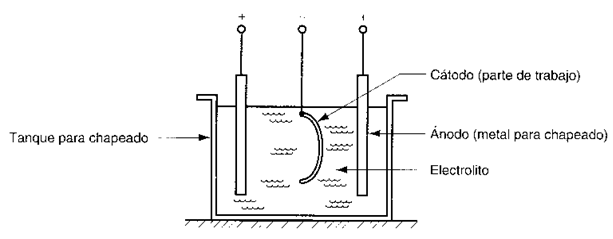 + - +
Cátodo (parte de trabajo)
Tanque para chapeado
Ánodo (metal para chapeado)
Electrolito